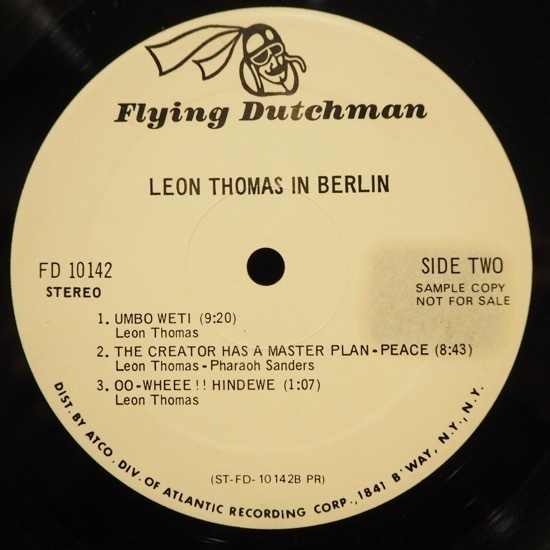 Flying Dutchman
LEON THOMAS IN BERLIN
FD 10142
STEREO
SIDE TWO
SAMPLE COPY
NOT FOR SALE
1. UMBO WETI (9:20)
Leon Thomas
2. THE CREATOR HAS A MASTER PLAN-PEACE (8:43)
Leon Thomas-Pharoah Sanders
3. OO-WHEEE!! HINDEWE (1:07)
Leon Thomas
(ST-FD-10142B PR)
DIST. BY ATCO, DIV. OF ATLANTIC RECORDING CORP., 1841 B'WAY, N.Y., N.Y.